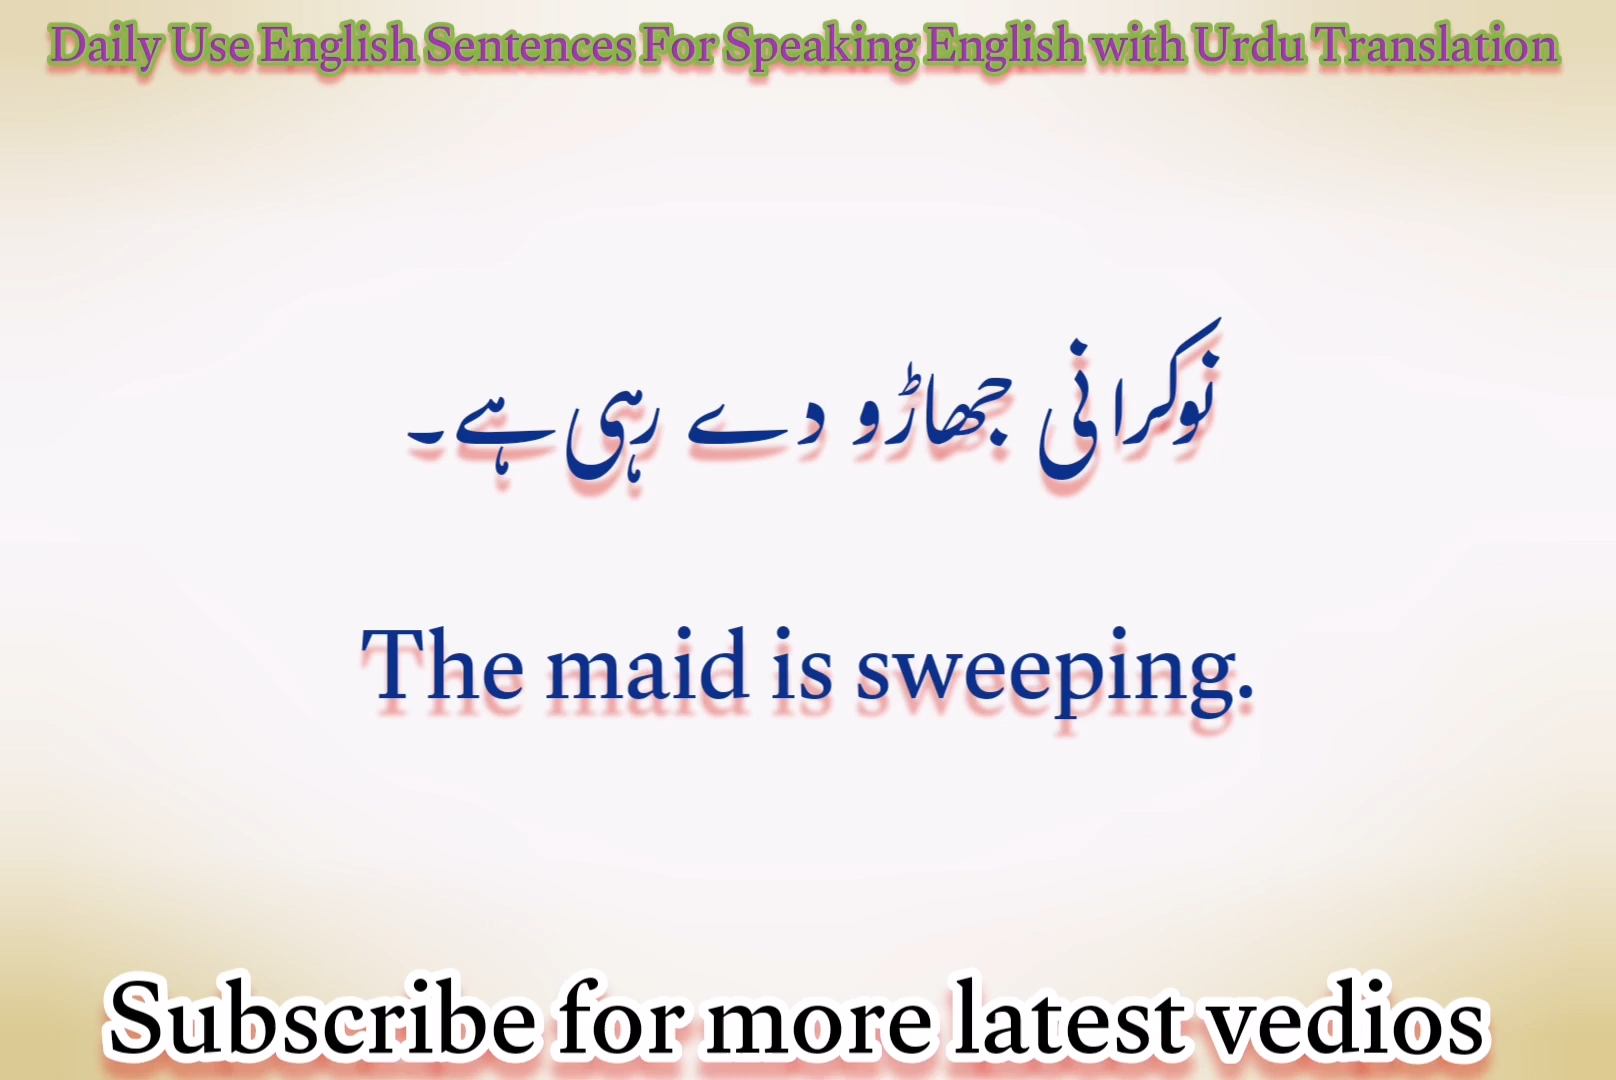 Daily Use English Sentences For Speaking English with Urdu Translation
نوکرانی جھاڑو دے رہی ہے۔
The maid is sweeping.
Subscribe for more latest vedios